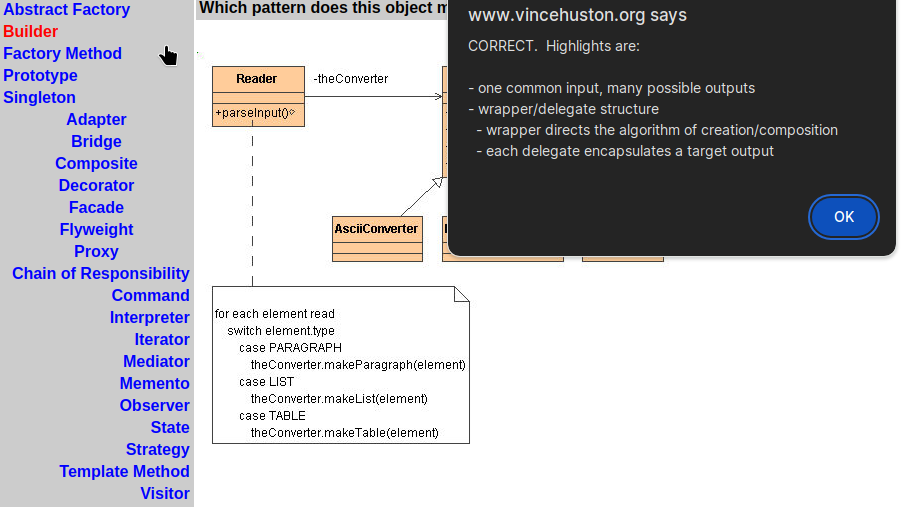 Abstract Factory
Builder
Factory Method
Prototype
Singleton
Adapter
Bridge
Composite
Decorator
Facade
Flyweight
Proxy
Chain of Responsibility
Command
Interpreter
Iterator
Mediator
Memento
Observer
State
Strategy
Template Method
Visitor
Which pattern does this object
Reader
-theConverter
+parseInput()
AsciiConverter
for each element read
switch element.type
case PARAGRAPH
theConverter.makeParagraph(element)
case LIST
theConverter.makeList(element)
case TABLE
theConverter.makeTable(element)
www.vincehuston.org says
CORRECT.  Highlights are:
- one common input, many possible outputs
- wrapper/delegate structure
- wrapper directs the algorithm of creation/composition
- each delegate encapsulates a target output
OK